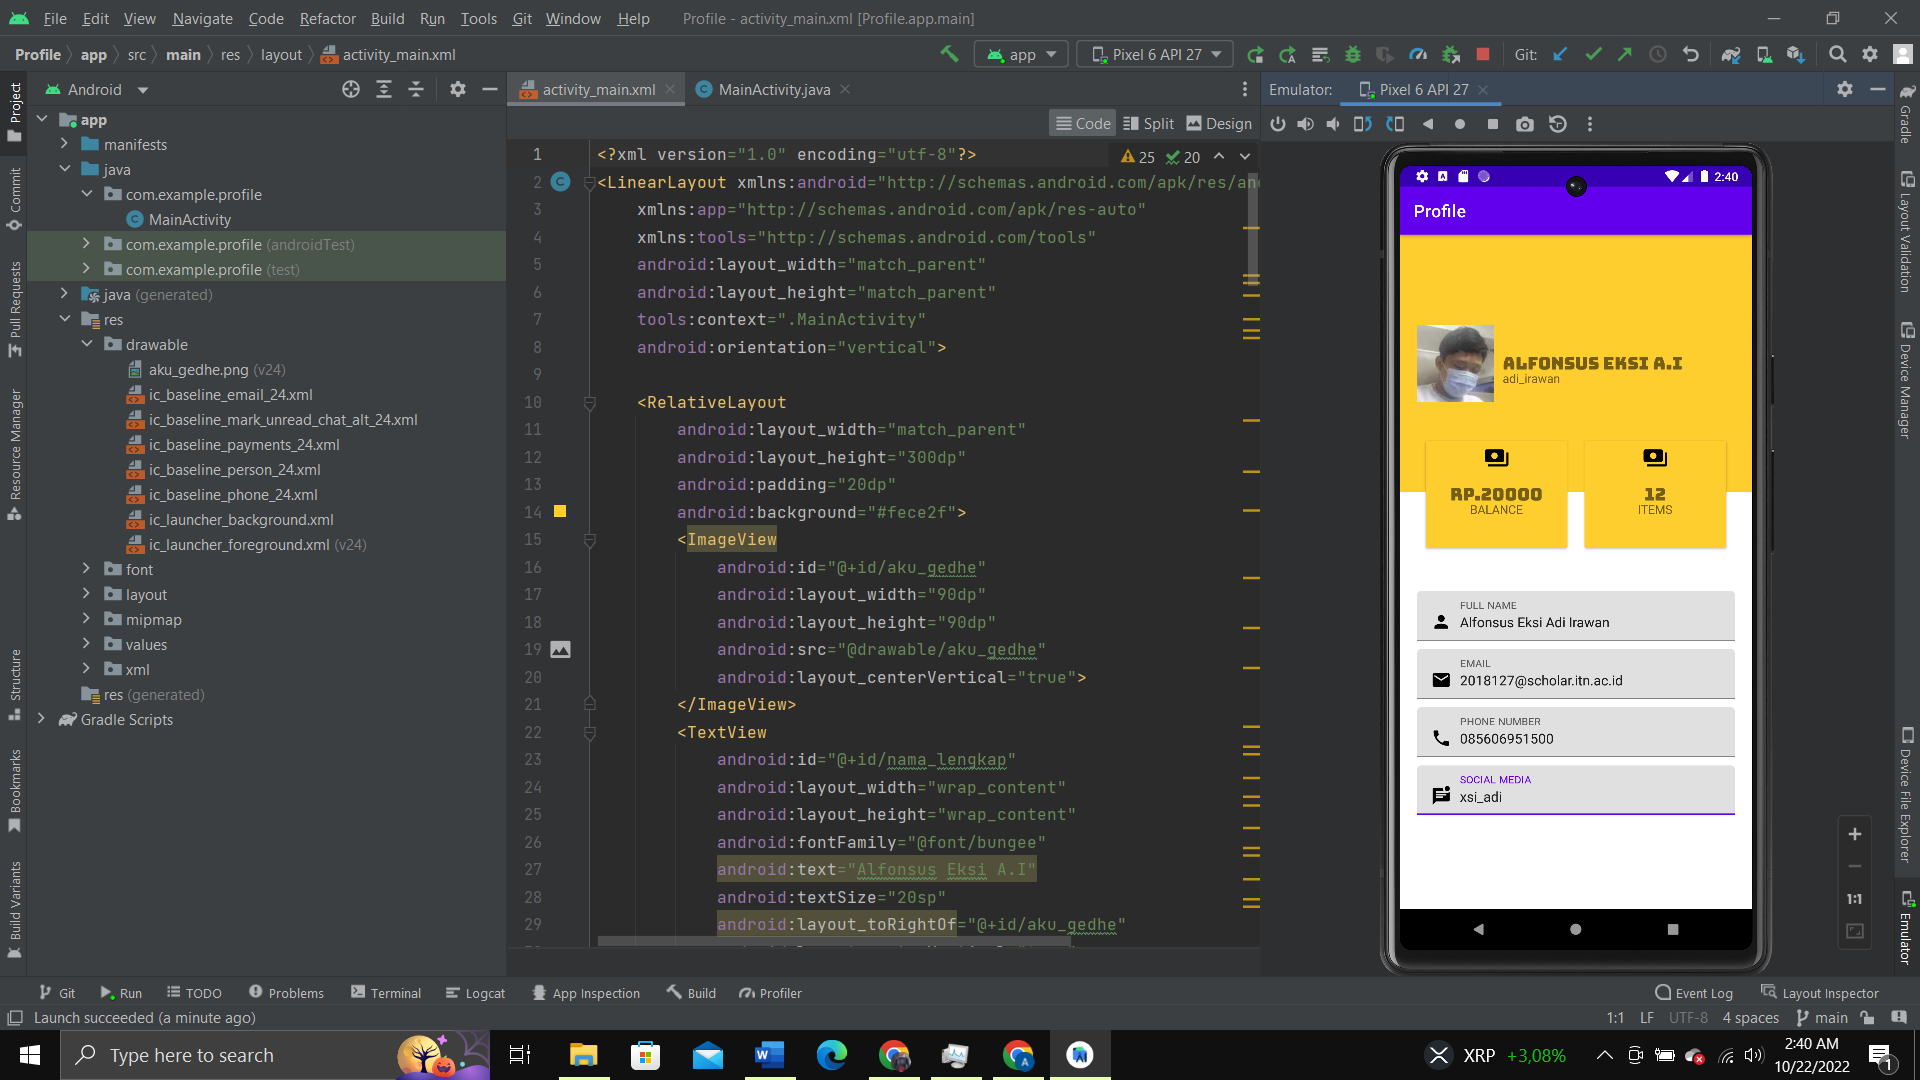 File Edit View Navigate Code Refactor Build Run Tools Git Window Help Profile - activity_main.xml [Profile.app.main]
Profile app src main res layout activity_main.xml app Pixel 6 API 27 Git:
Android activity_main.xml MainActivity.java Emulator: Pixel 6 API 27
Code Split Design
Project
Commit
Pull Requests
Resource Manager
Structure
Bookmarks
Build Variants
app
manifests
java
com.example.profile
MainActivity
com.example.profile (androidTest)
com.example.profile (test)
java (generated)
res
drawable
aku_gedhe.png (v24)
ic_baseline_email_24.xml
ic_baseline_mark_unread_chat_alt_24.xml
ic_baseline_payments_24.xml
ic_baseline_person_24.xml
ic_baseline_phone_24.xml
ic_launcher_background.xml
ic_launcher_foreground.xml (v24)
font
layout
mipmap
values
xml
res (generated)
Gradle Scripts
25 20
1 <?xml version="1.0" encoding="utf-8"?>
2 <LinearLayout xmlns:android="http://schemas.android.com/apk/res/an
3 xmlns:app="http://schemas.android.com/apk/res-auto"
4 xmlns:tools="http://schemas.android.com/tools"
5 android:layout_width="match_parent"
6 android:layout_height="match_parent"
7 tools:context=".MainActivity"
8 android:orientation="vertical">
9
10 <RelativeLayout
11 android:layout_width="match_parent"
12 android:layout_height="300dp"
13 android:padding="20dp"
14 android:background="#fece2f">
15 <ImageView
16 android:id="@+id/aku_gedhe"
17 android:layout_width="90dp"
18 android:layout_height="90dp"
19 android:src="@drawable/aku_gedhe"
20 android:layout_centerVertical="true">
21 </ImageView>
22 <TextView
23 android:id="@+id/nama_lengkap"
24 android:layout_width="wrap_content"
25 android:layout_height="wrap_content"
26 android:fontFamily="@font/bungee"
27 android:text="Alfonsus Eksi A.I"
28 android:textSize="20sp"
29 android:layout_toRightOf="@+id/aku_gedhe"
2:40
Profile
ALFONSUS EKSI A.I
adi_irawan
RP.20000
BALANCE
12
ITEMS
FULL NAME
Alfonsus Eksi Adi Irawan
EMAIL
2018127@scholar.itn.ac.id
PHONE NUMBER
085606951500
SOCIAL MEDIA
xsi_adi
1:1
Gradle
Layout Validation
Device Manager
Device File Explorer
Emulator
Git Run TODO Problems Terminal Logcat App Inspection Build Profiler Event Log Layout Inspector
Launch succeeded (a minute ago) 1:1 LF UTF-8 4 spaces main
Type here to search XRP +3,08% 2:40 AM
10/22/2022
1